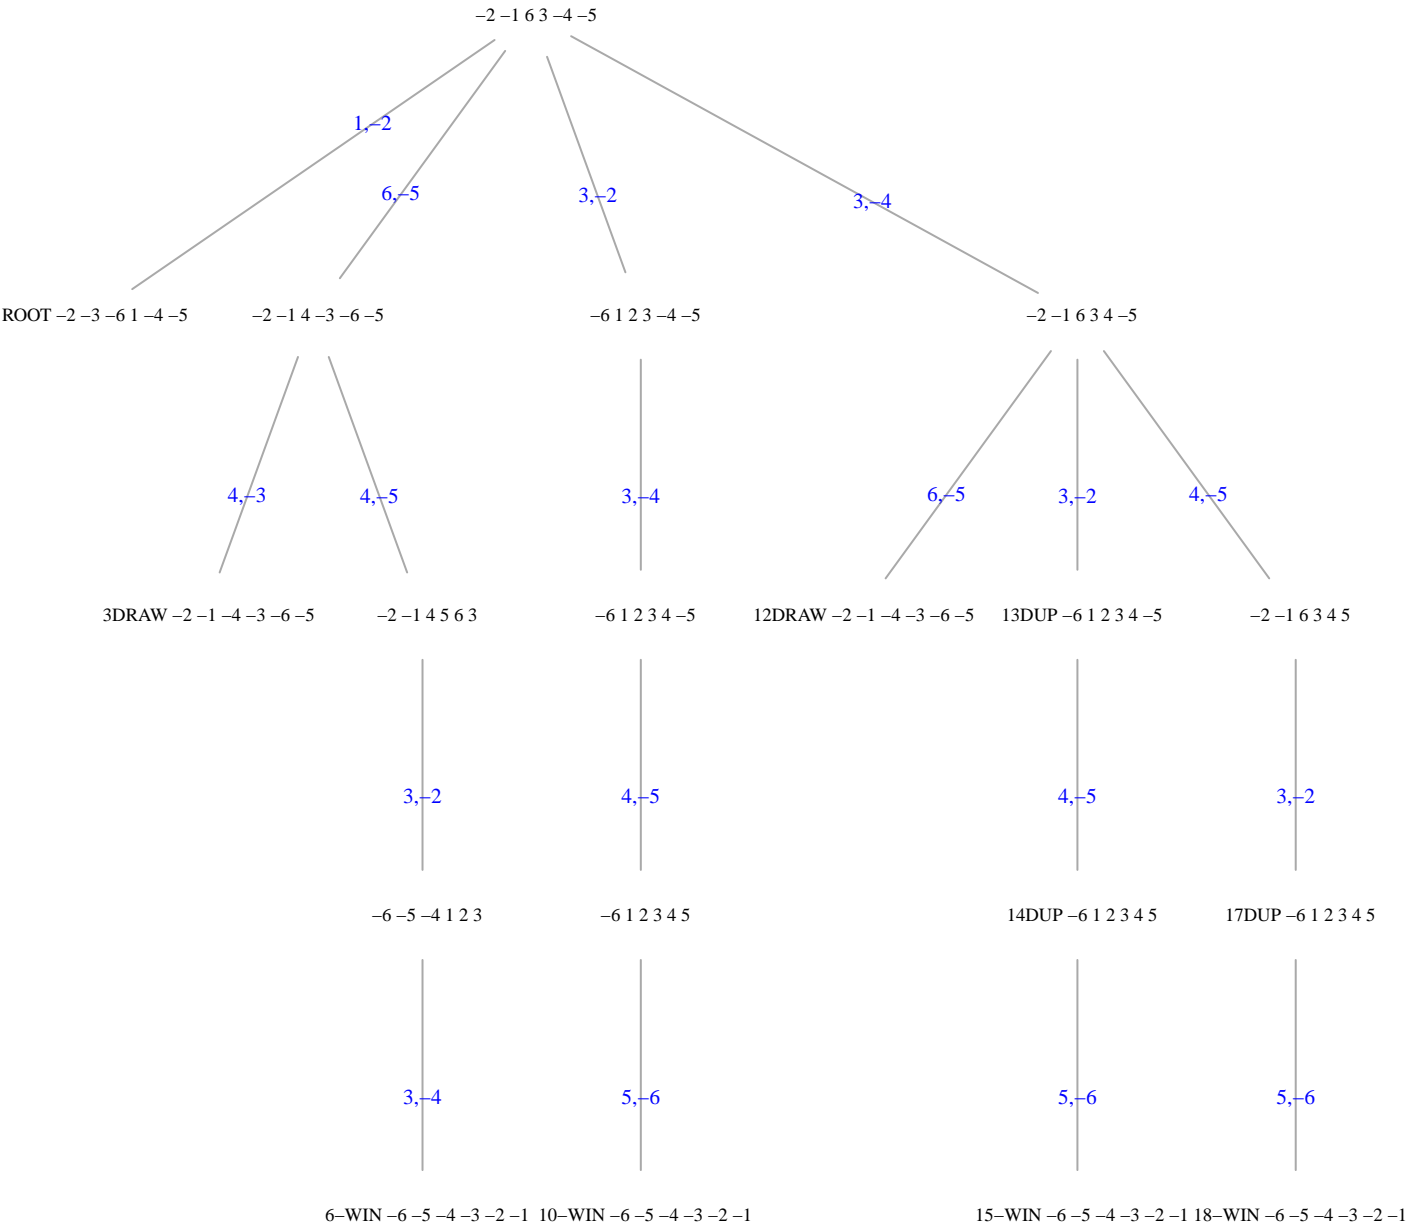 –2 –1 6 3 –4 –5
1,–2
6,–5
3,–2
3,–4
ROOT –2 –3 –6 1 –4 –5
–2 –1 4 –3 –6 –5
–6 1 2 3 –4 –5
–2 –1 6 3 4 –5
4,–3
4,–5
3,–4
6,–5
3,–2
4,–5
3DRAW –2 –1 –4 –3 –6 –5
–2 –1 4 5 6 3
–6 1 2 3 4 –5
12DRAW –2 –1 –4 –3 –6 –5
13DUP –6 1 2 3 4 –5
–2 –1 6 3 4 5
3,–2
4,–5
4,–5
3,–2
–6 –5 –4 1 2 3
–6 1 2 3 4 5
14DUP –6 1 2 3 4 5
17DUP –6 1 2 3 4 5
3,–4
5,–6
5,–6
5,–6
6–WIN –6 –5 –4 –3 –2 –1
10–WIN –6 –5 –4 –3 –2 –1
15–WIN –6 –5 –4 –3 –2 –1
18–WIN –6 –5 –4 –3 –2 –1